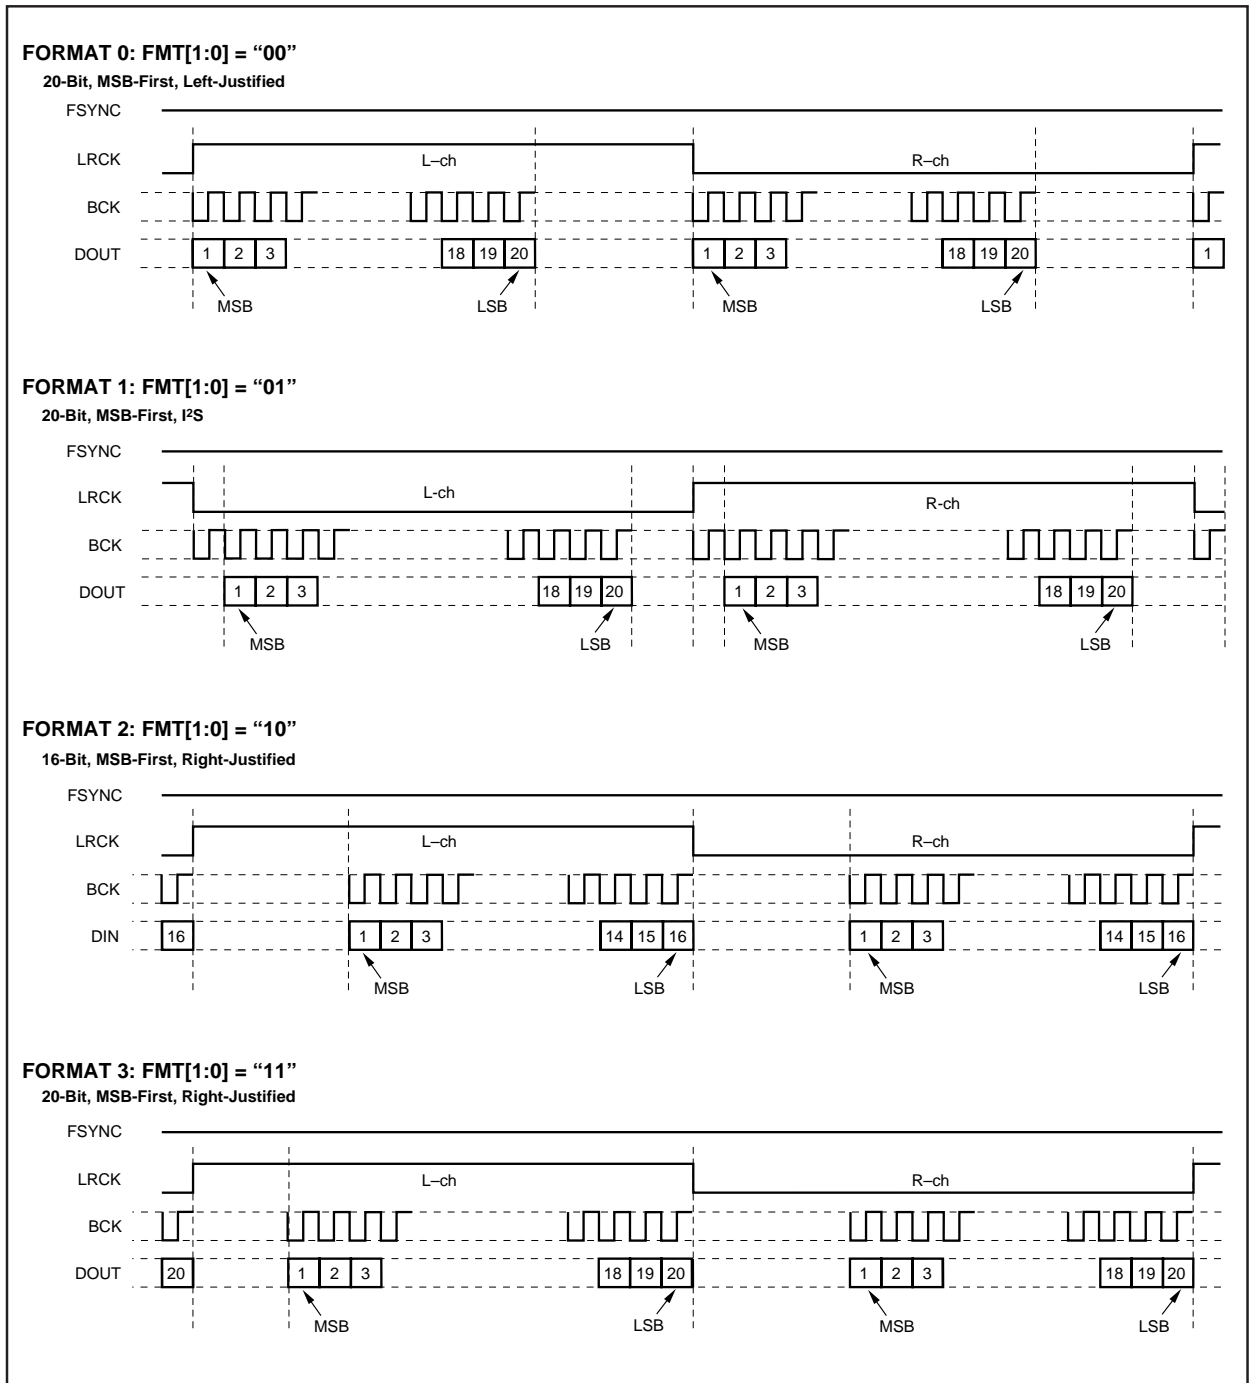 FORMAT 0: FMT[1:0] = “00”
20-Bit, MSB-First, Left-Justified
FSYNC
LRCK L–ch R–ch
BCK
DOUT 1 2 3 18 19 20 1 2 3 18 19 20 1
MSB LSB MSB LSB
FORMAT 1: FMT[1:0] = “01”
20-Bit, MSB-First, I²S
FSYNC
LRCK L-ch R-ch
BCK
DOUT 1 2 3 18 19 20 1 2 3 18 19 20
MSB LSB MSB LSB
FORMAT 2: FMT[1:0] = “10”
16-Bit, MSB-First, Right-Justified
FSYNC
LRCK L–ch R–ch
BCK
DIN 16 1 2 3 14 15 16 1 2 3 14 15 16
MSB LSB MSB LSB
FORMAT 3: FMT[1:0] = “11”
20-Bit, MSB-First, Right-Justified
FSYNC
LRCK L–ch R–ch
BCK
DOUT 20 1 2 3 18 19 20 1 2 3 18 19 20
MSB LSB MSB LSB